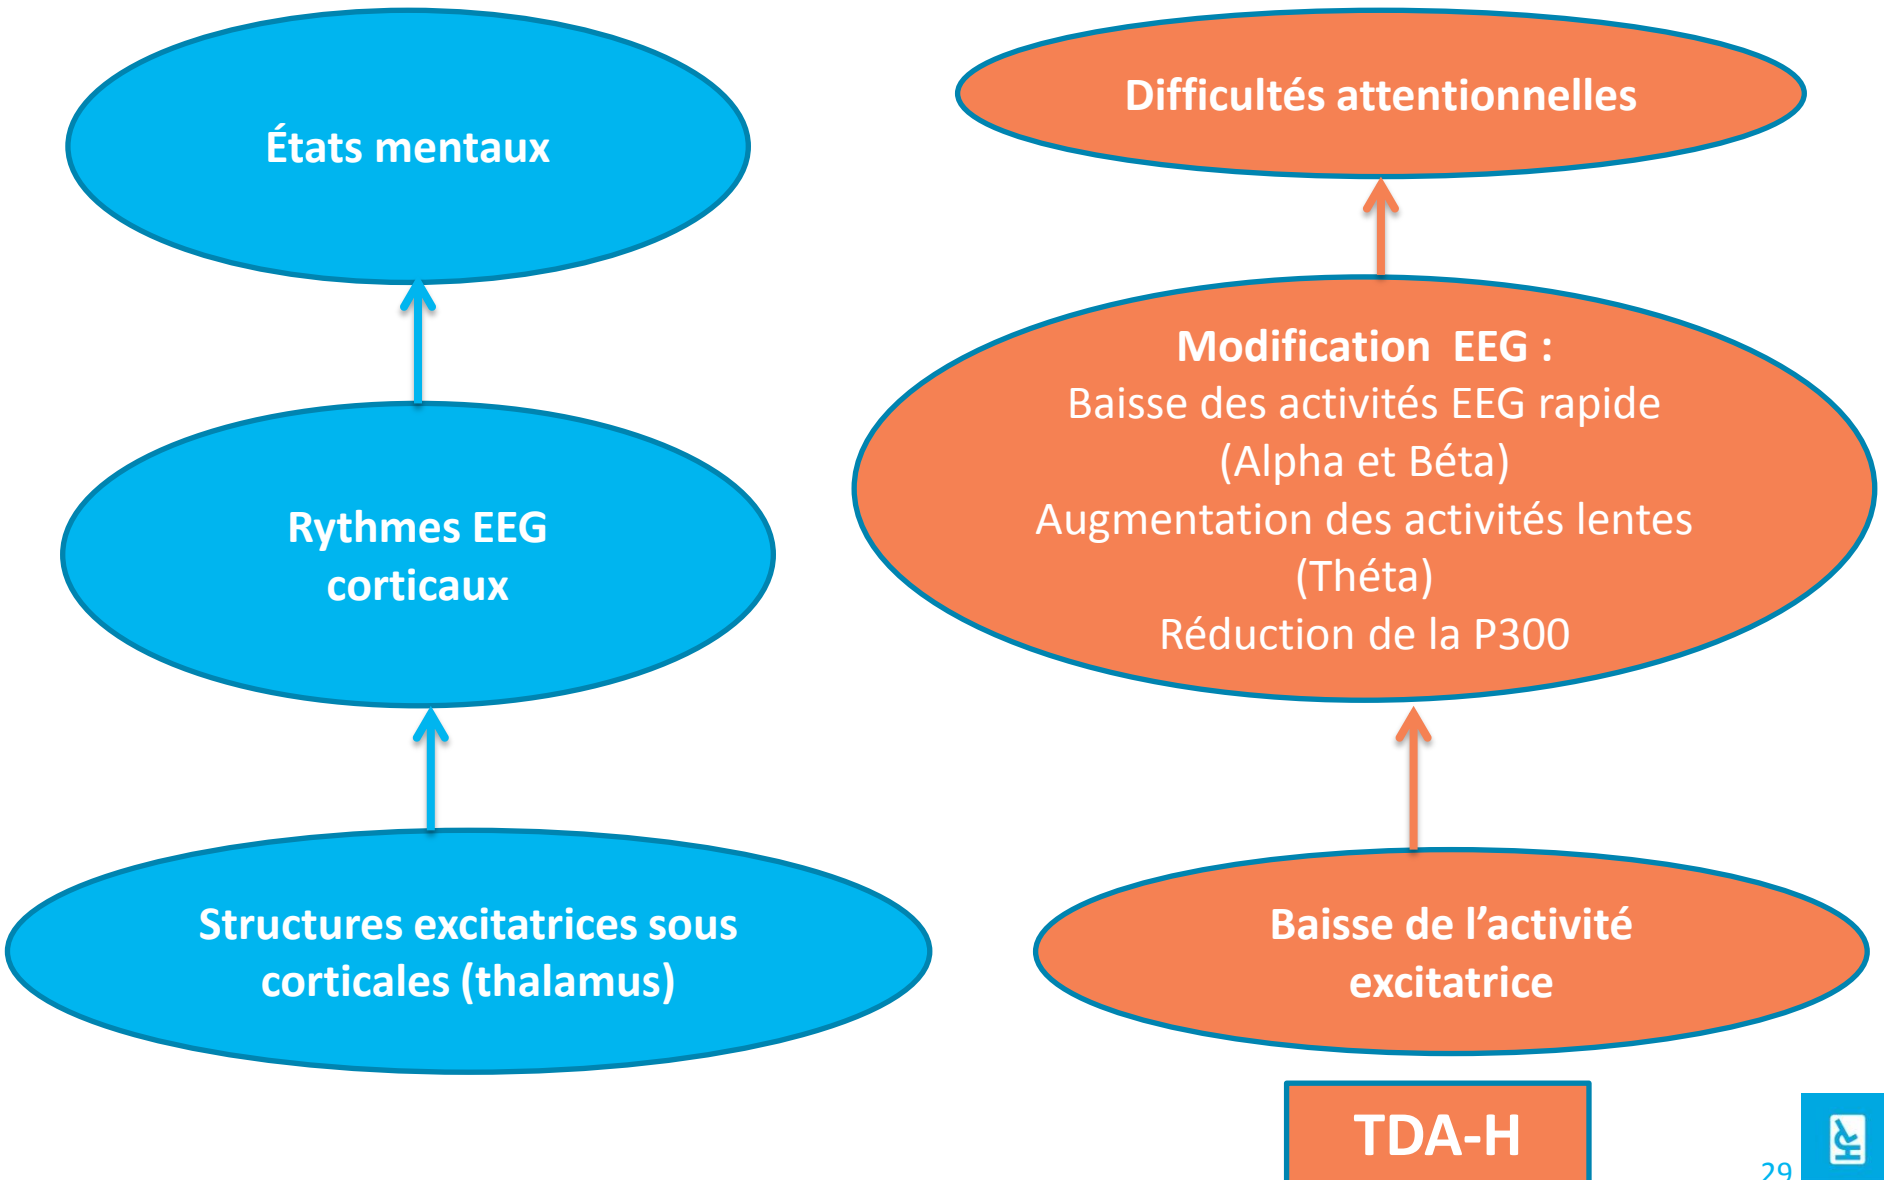 États mentaux
Rythmes EEG
corticaux
Structures excitatrices sous
corticales (thalamus)
Difficultés attentionnelles
Modification  EEG :
Baisse des activités EEG rapide
(Alpha et Béta)
Augmentation des activités lentes
(Théta)
Réduction de la P300
Baisse de l’activité
excitatrice
TDA-H
29